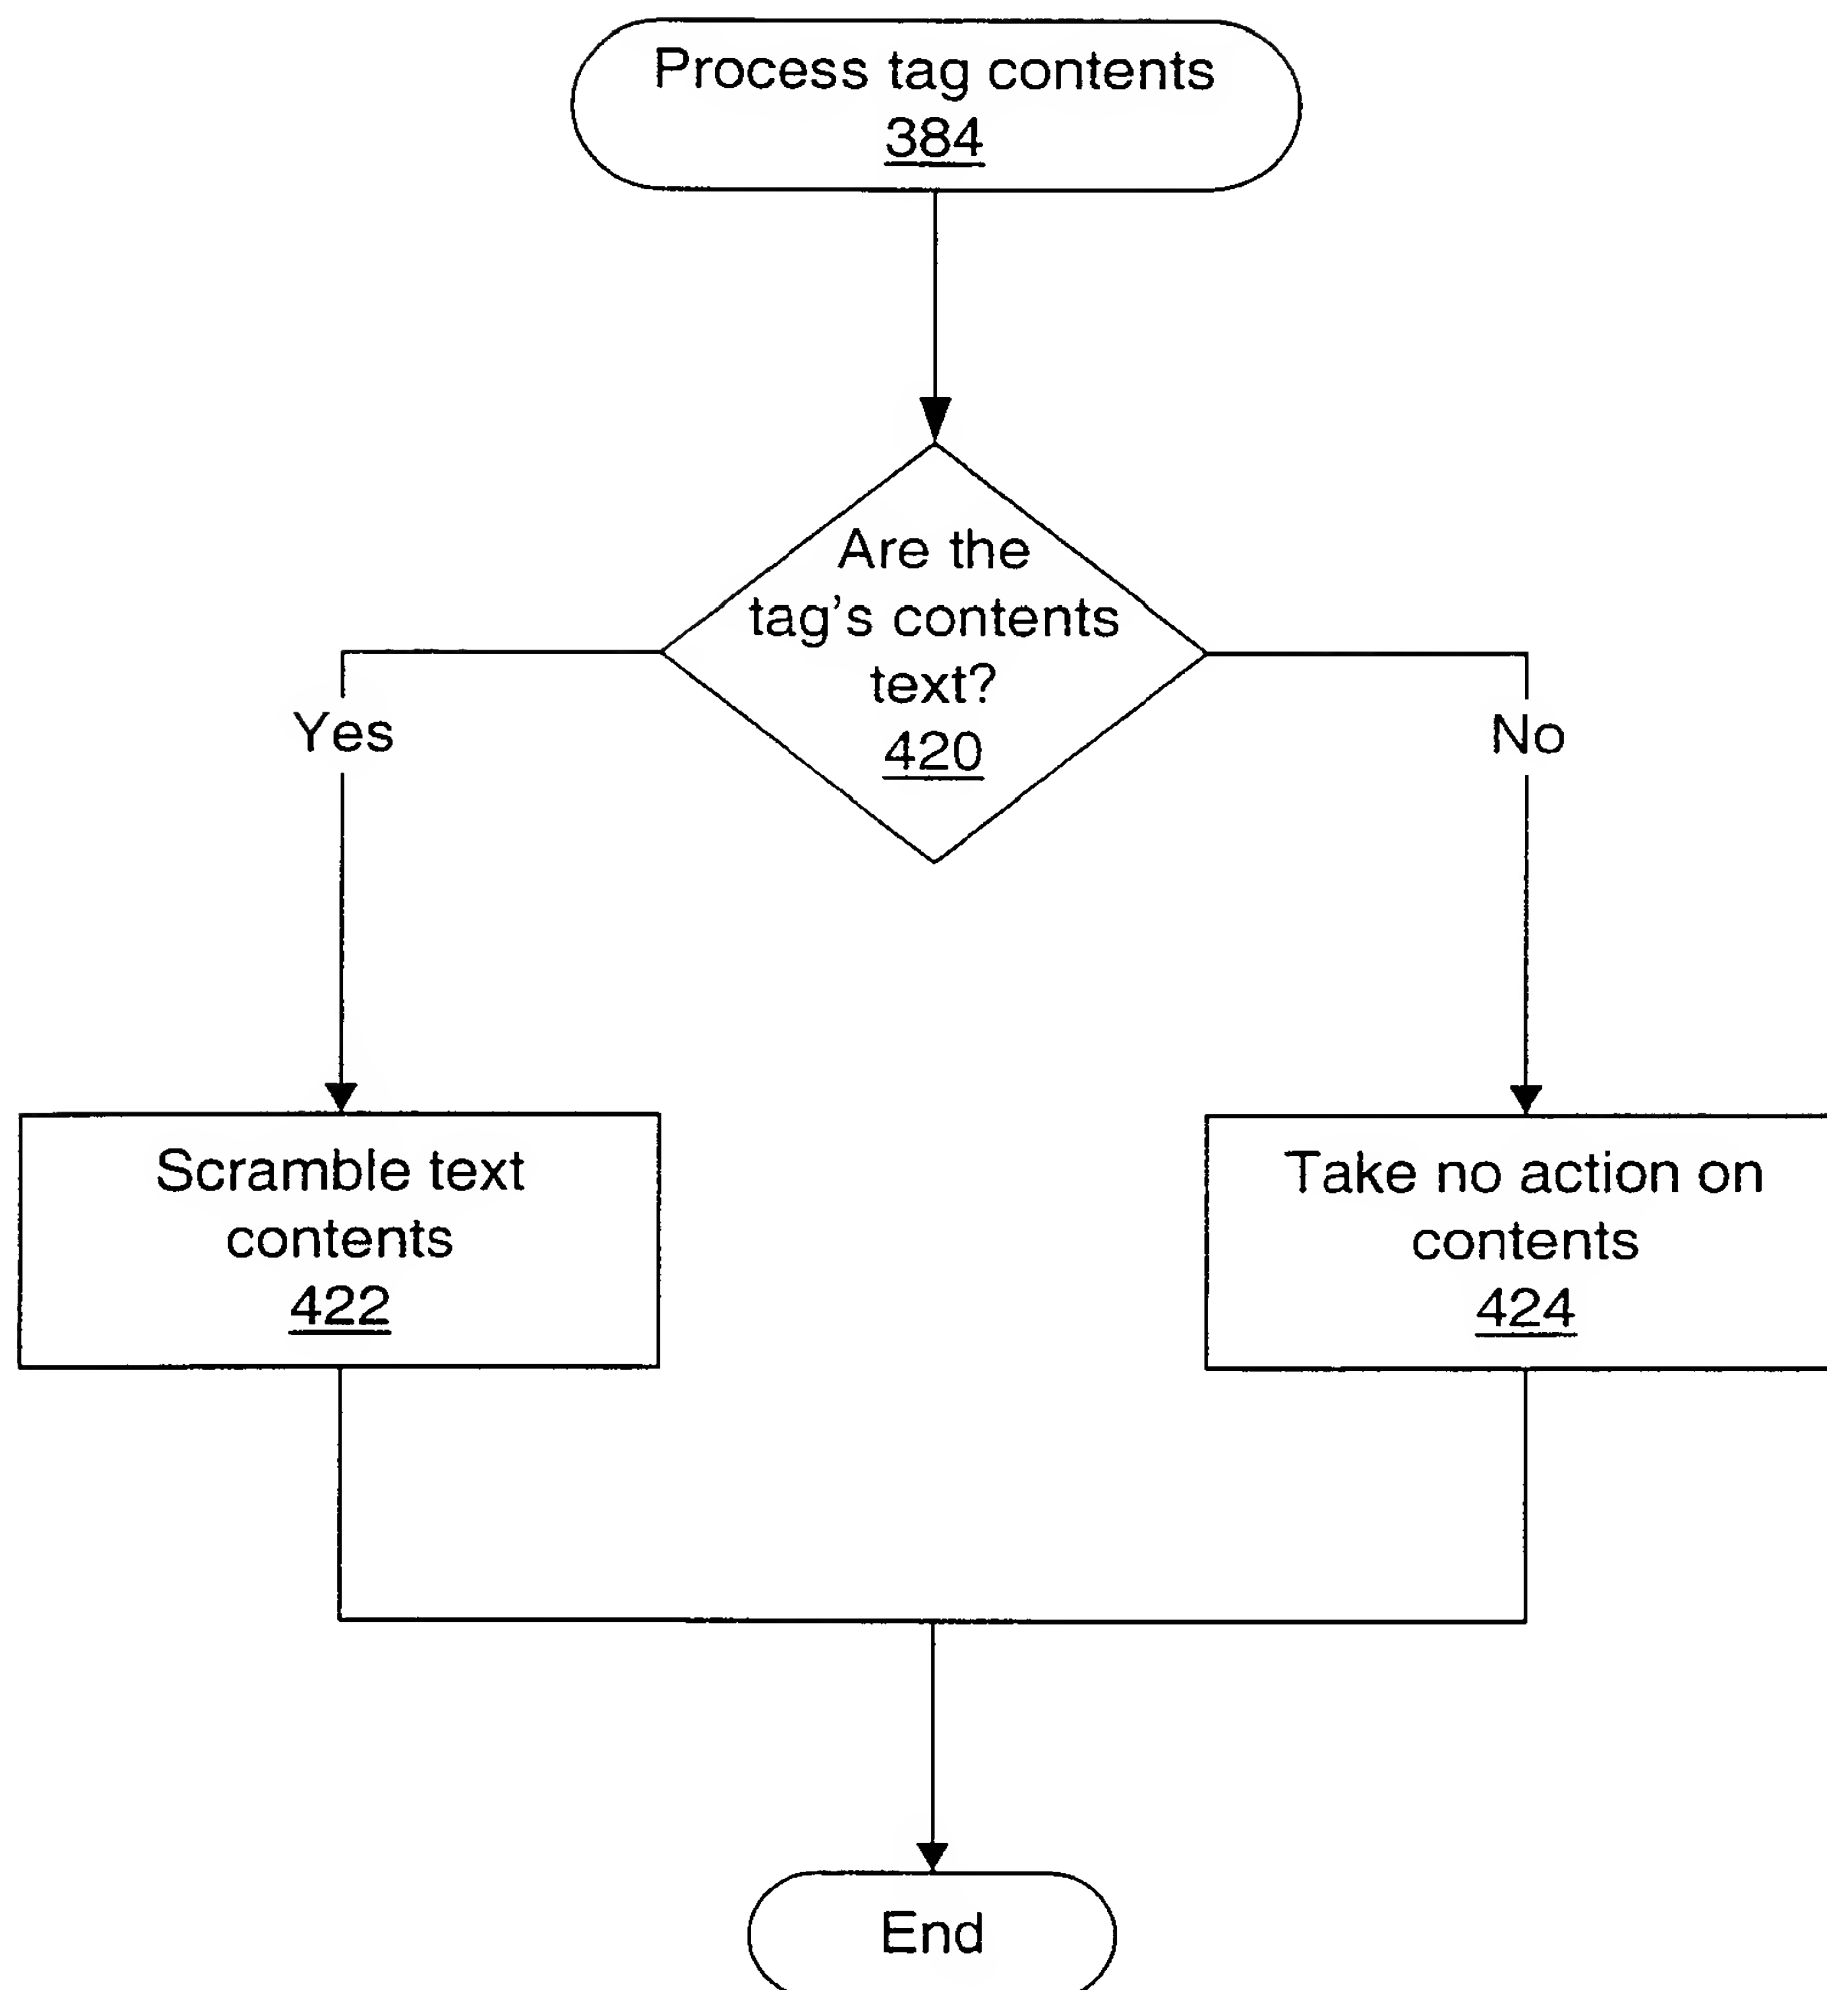 Process tag contents
384
Are the
tag's contents
text?
420
Yes
No
Scramble text
contents
422
Take no action on
contents
424
End